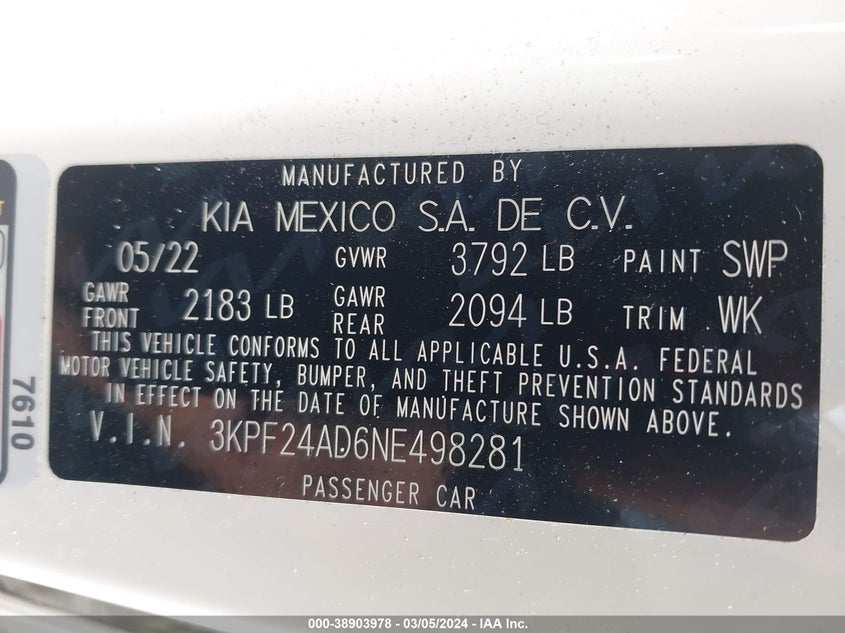 MANUFACTURED BY
KIA MEXICO S.A. DE C.V.
05/22 GVWR 3792 LB PAINT SWP
GAWR FRONT 2183 LB GAWR REAR 2094 LB TRIM WK
THIS VEHICLE CONFORMS TO ALL APPLICABLE U.S.A. FEDERAL
MOTOR VEHICLE SAFETY, BUMPER, AND THEFT PREVENTION STANDARDS
IN EFFECT ON THE DATE OF MANUFACTURE SHOWN ABOVE.
V.I.N. 3KPF24AD6NE498281
PASSENGER CAR
7610
000-38903978 - 03/05/2024 - IAA Inc.